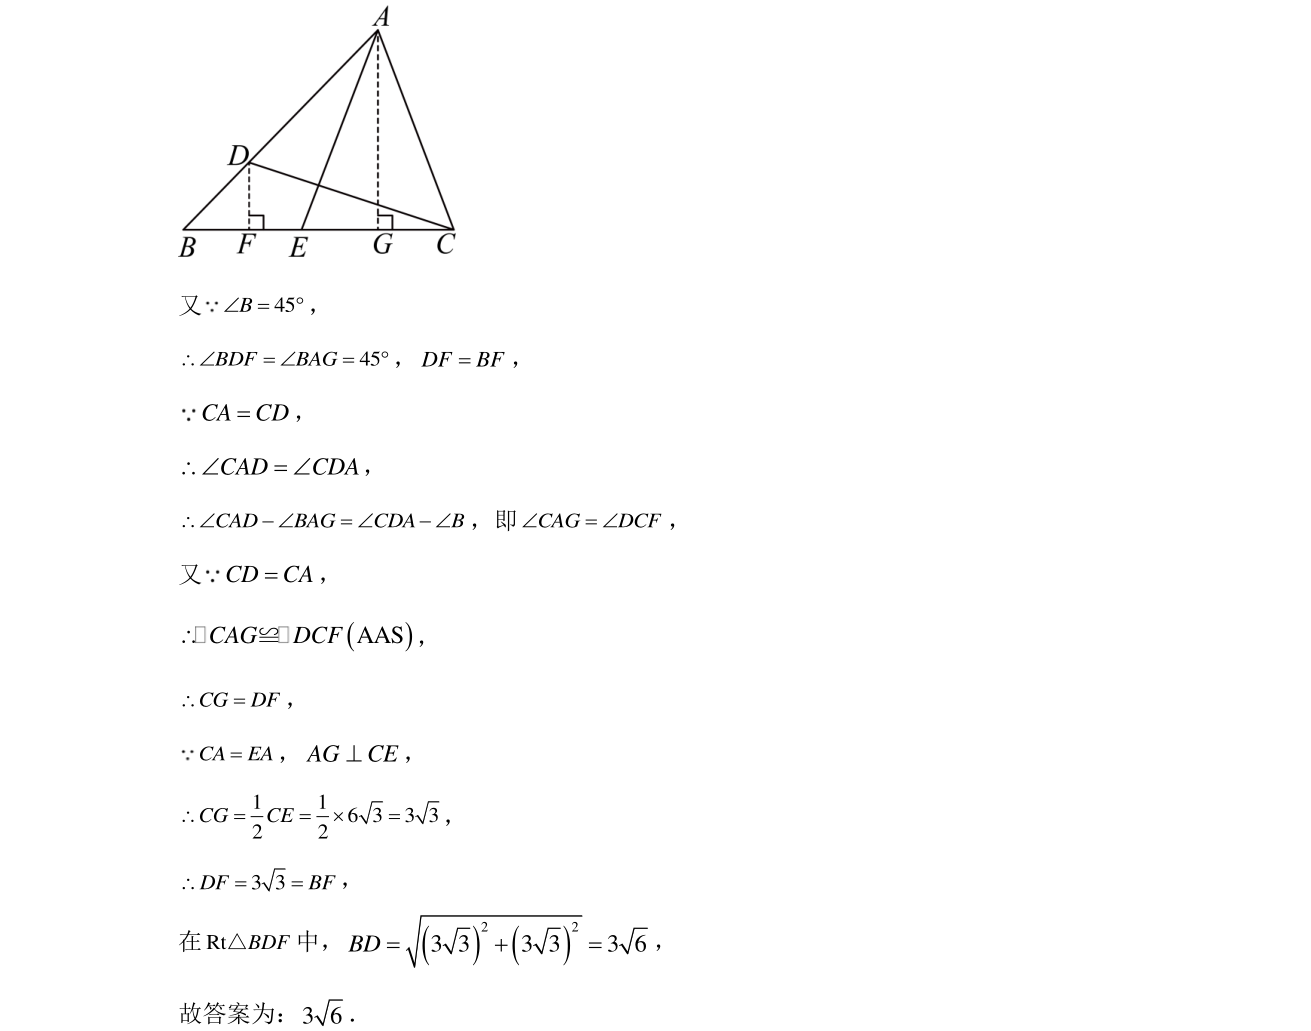 A
D
B F E G C
又∵∠B=45°，
∴∠BDF=∠BAG=45°，DF=BF，
∵CA=CD，
∴∠CAD=∠CDA，
∴∠CAD−∠BAG=∠CDA−∠B，即∠CAG=∠DCF，
又∵CD=CA，
∴□CAG≌□DCF(AAS)，
∴CG=DF，
∵CA=EA，AG⊥CE，
∴CG=1/2CE=1/2×6√3=3√3，
∴DF=3√3=BF，
在Rt△BDF中，BD=√((3√3)²+(3√3)²)=3√6，
故答案为：3√6．